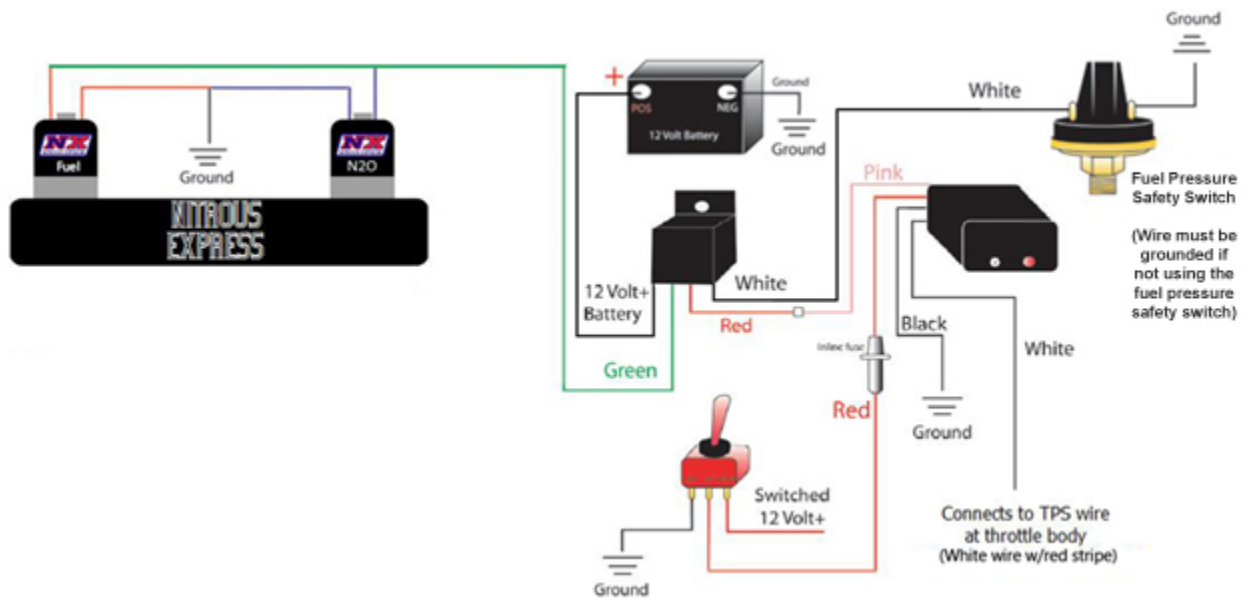 Ground
+
POS
NEG
Ground
12 Volt Battery
Ground
White
NX
Fuel
NX
N2O
Ground
NITROUS
EXPRESS
Pink
Fuel Pressure
Safety Switch
(Wire must be
grounded if
not using the
fuel pressure
safety switch)
12 Volt+
Battery
White
Red
Black
Inline fuse
White
Green
Red
Ground
Switched
12 Volt+
Connects to TPS wire
at throttle body
(White wire w/red stripe)
Ground